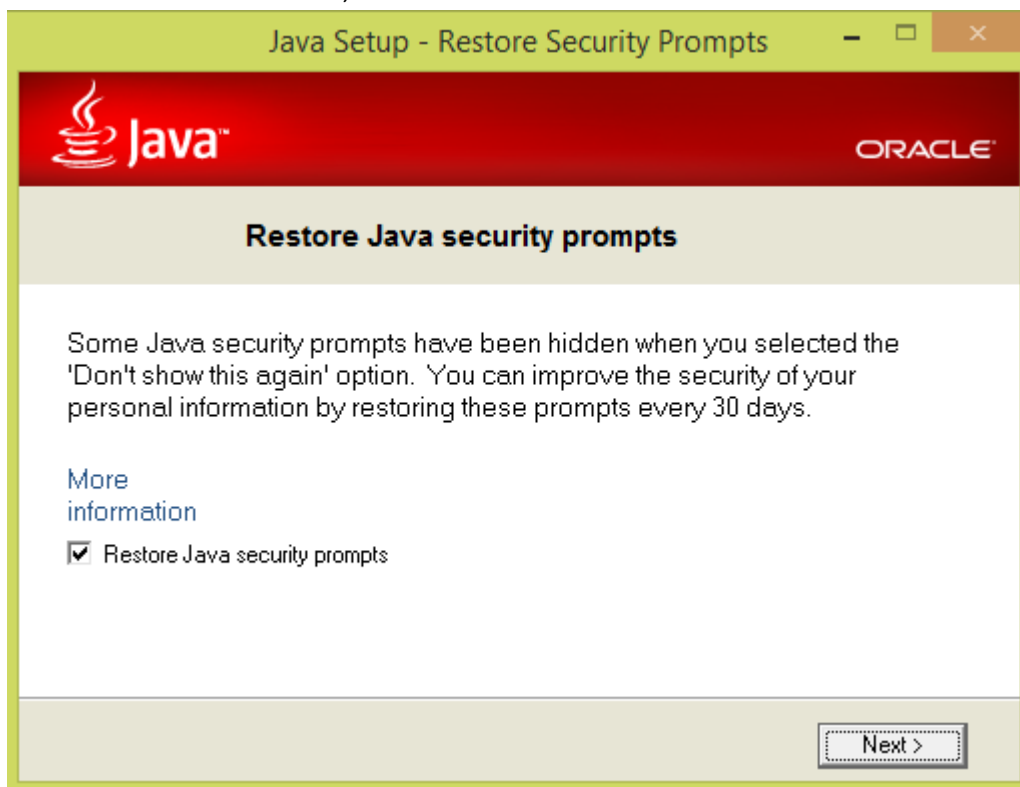 Java Setup - Restore Security Prompts
Java™
ORACLE
Restore Java security prompts
Some Java security prompts have been hidden when you selected the
'Don't show this again' option. You can improve the security of your
personal information by restoring these prompts every 30 days.
More
information
Restore Java security prompts
Next >